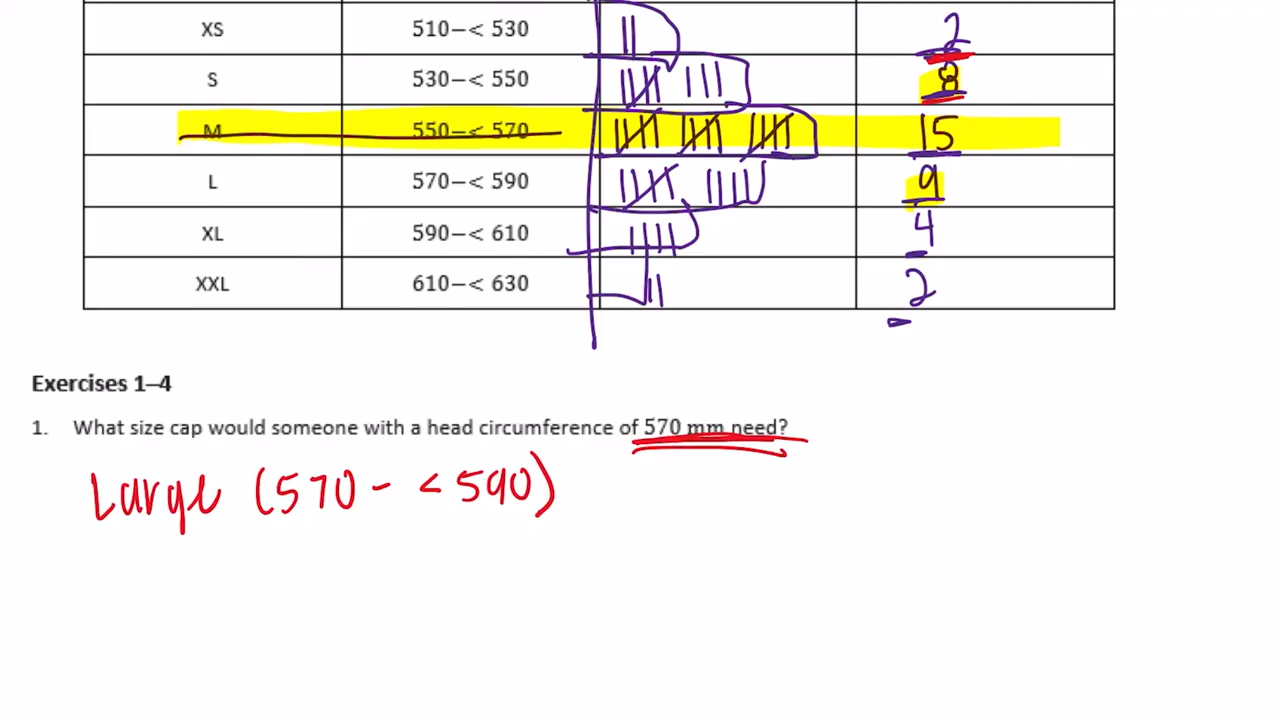 XS 510−< 530 || 2
S 530−< 550 |||| ||| 8
M 550−< 570 |||| |||| |||| 15
L 570−< 590 |||| |||| 9
XL 590−< 610 |||| 4
XXL 610−< 630 || 2
Exercises 1–4
1. What size cap would someone with a head circumference of 570 mm need?
Large (570 - < 590)